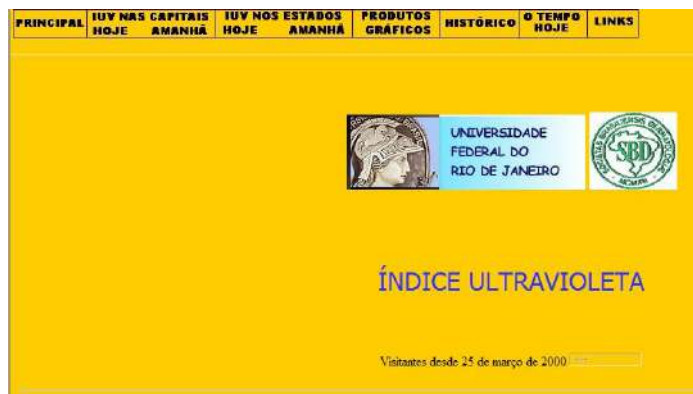 PRINCIPAL
IUV NAS CAPITAIS
HOJE AMANHÃ
IUV NOS ESTADOS
HOJE AMANHÁ
PRODUTOS
GRÁFICOS
HISTÓRICO
O TEMPO
HOJE
LINKS
UNIVERSIDADE
FEDERAL DO
RIO DE JANEIRO
SBD
ÍNDICE ULTRAVIOLETA
Visitantes desde 25 de março de 2000